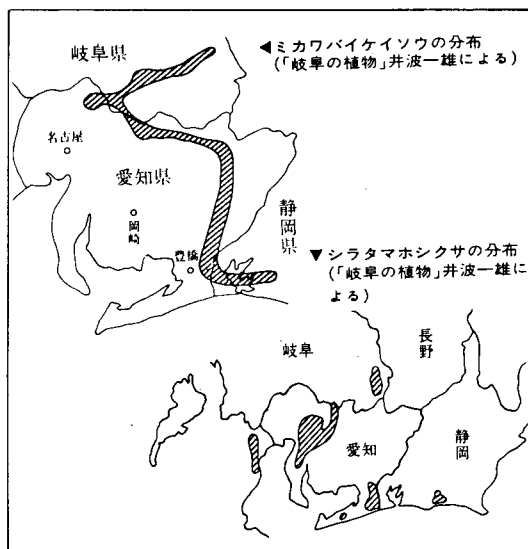 岐阜県
◀ミカワバイケイソウの分布
(「岐阜の植物」井波一雄による)
名古屋
愛知県
岡崎
豊橋
静岡県
▼シラタマホシクサの分布
(「岐阜の植物」井波一雄に
よる)
岐阜
長野
愛知
静岡